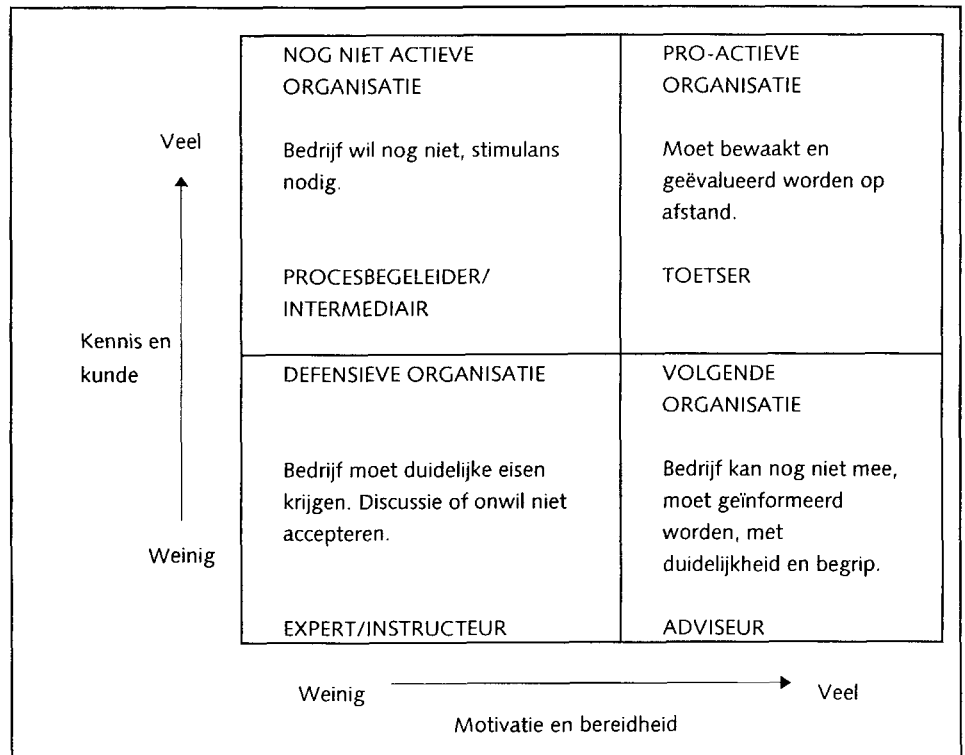 NOG NIET ACTIEVE
ORGANISATIE
Bedrijf wil nog niet, stimulans
nodig.
PROCESBEGELEIDER/
INTERMEDIAIR
PRO-ACTIEVE
ORGANISATIE
Moet bewaakt en
geëvalueerd worden op
afstand.
TOETSER
Veel
Kennis en
kunde
Weinig
DEFENSIEVE ORGANISATIE
Bedrijf moet duidelijke eisen
krijgen. Discussie of onwil niet
accepteren.
EXPERT/INSTRUCTEUR
VOLGENDE
ORGANISATIE
Bedrijf kan nog niet mee,
moet geïnformeerd
worden, met
duidelijkheid en begrip.
ADVISEUR
Weinig
Veel
Motivatie en bereidheid